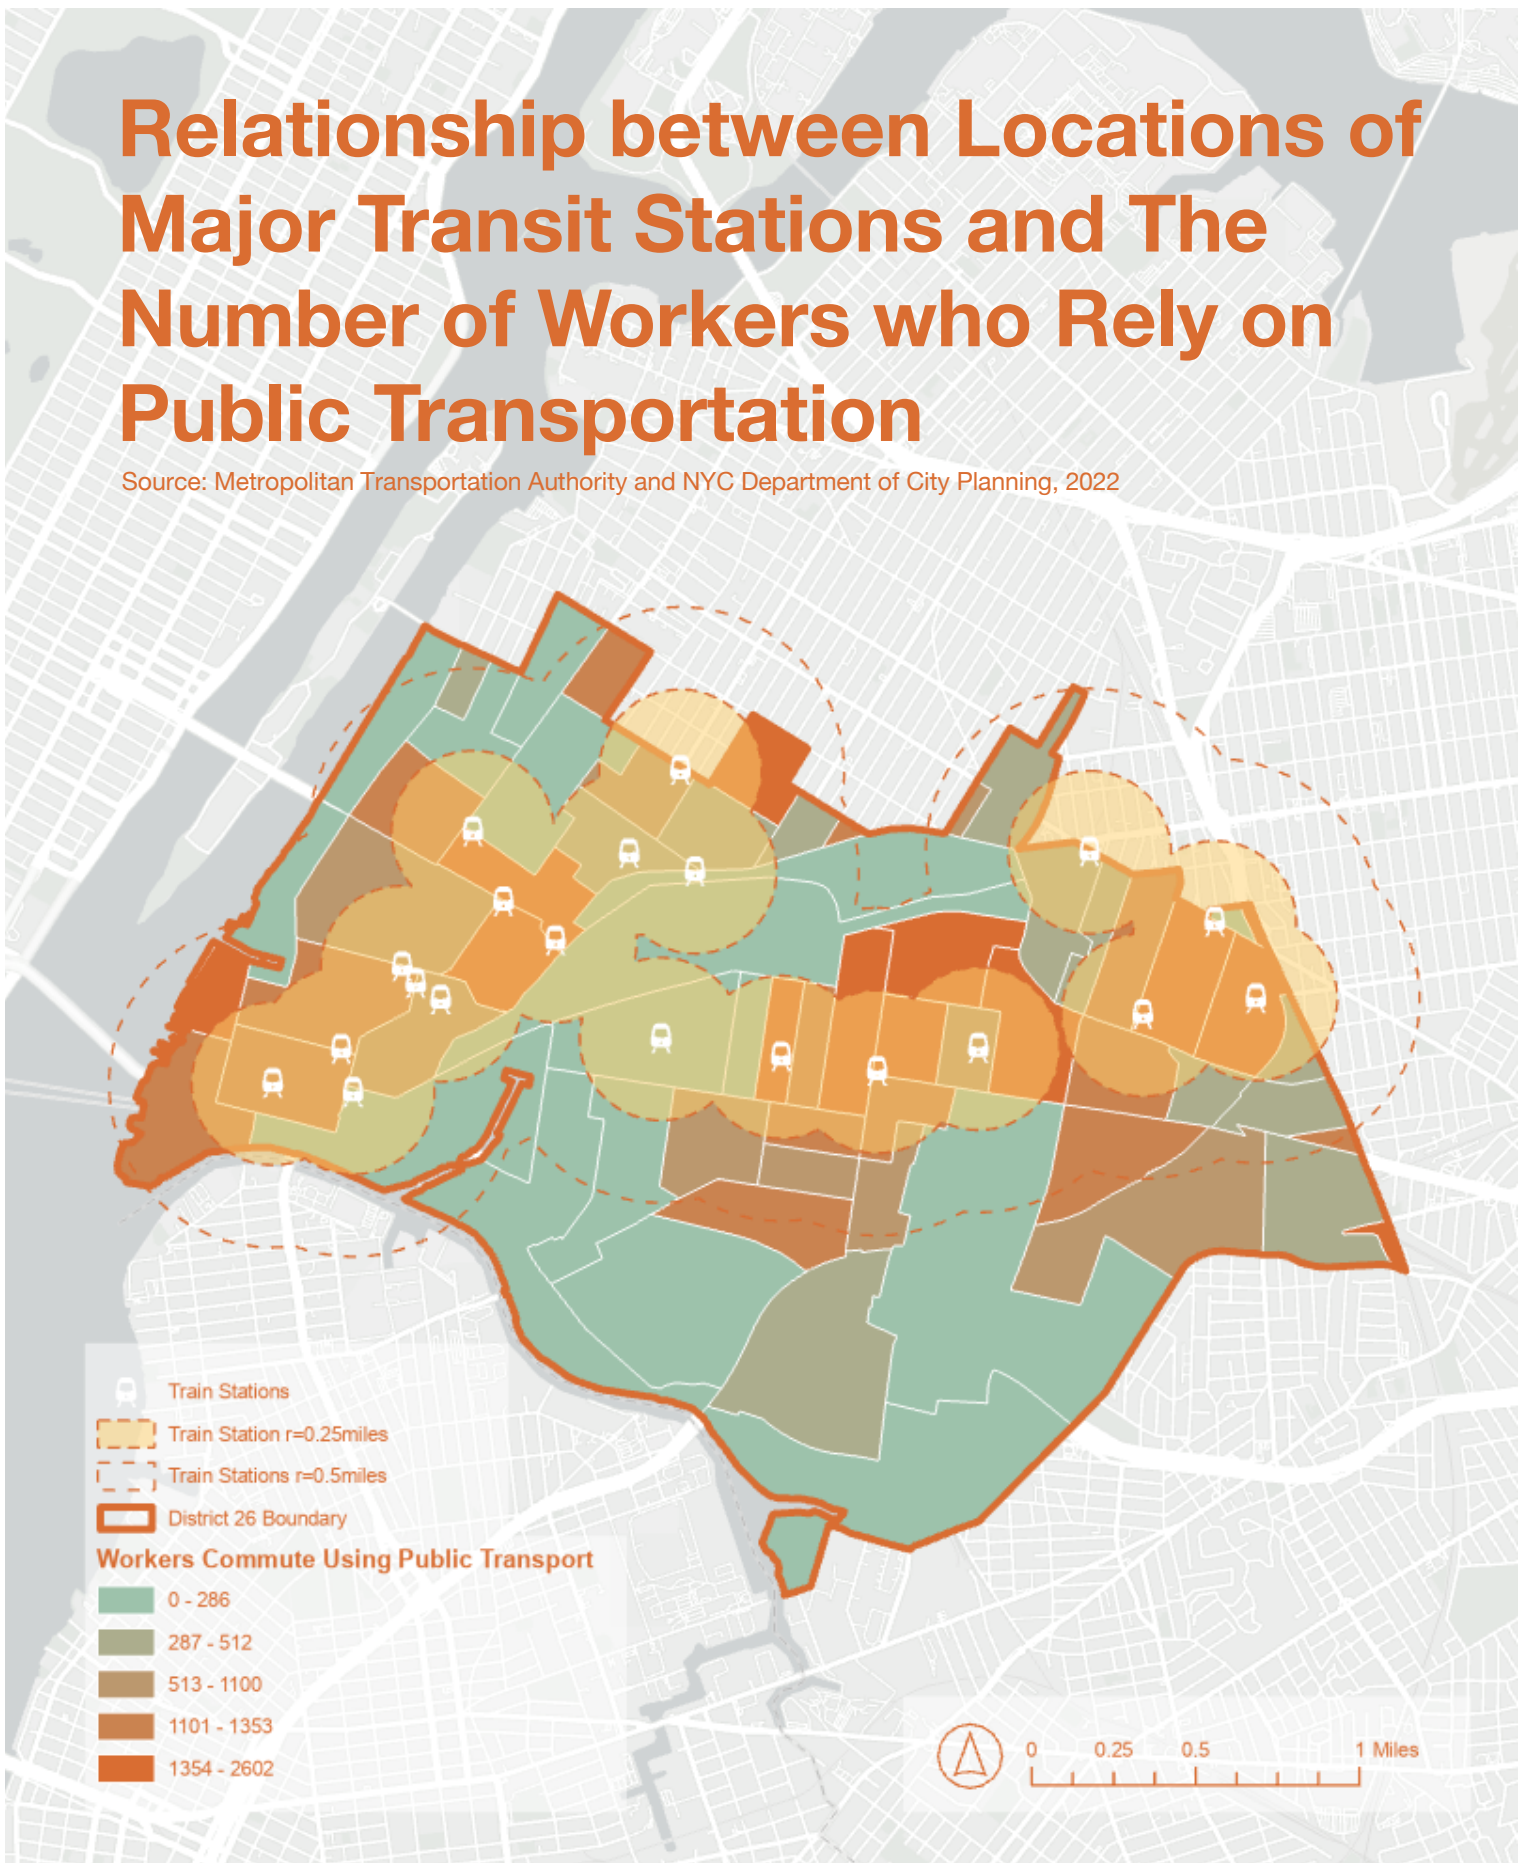 Relationship between Locations of
Major Transit Stations and The
Number of Workers who Rely on
Public Transportation
Source: Metropolitan Transportation Authority and NYC Department of City Planning, 2022
Train Stations
Train Station r=0.25miles
Train Stations r=0.5miles
District 26 Boundary
Workers Commute Using Public Transport
0 - 286
287 - 512
513 - 1100
1101 - 1353
1354 - 2602
0 0.25 0.5 1 Miles